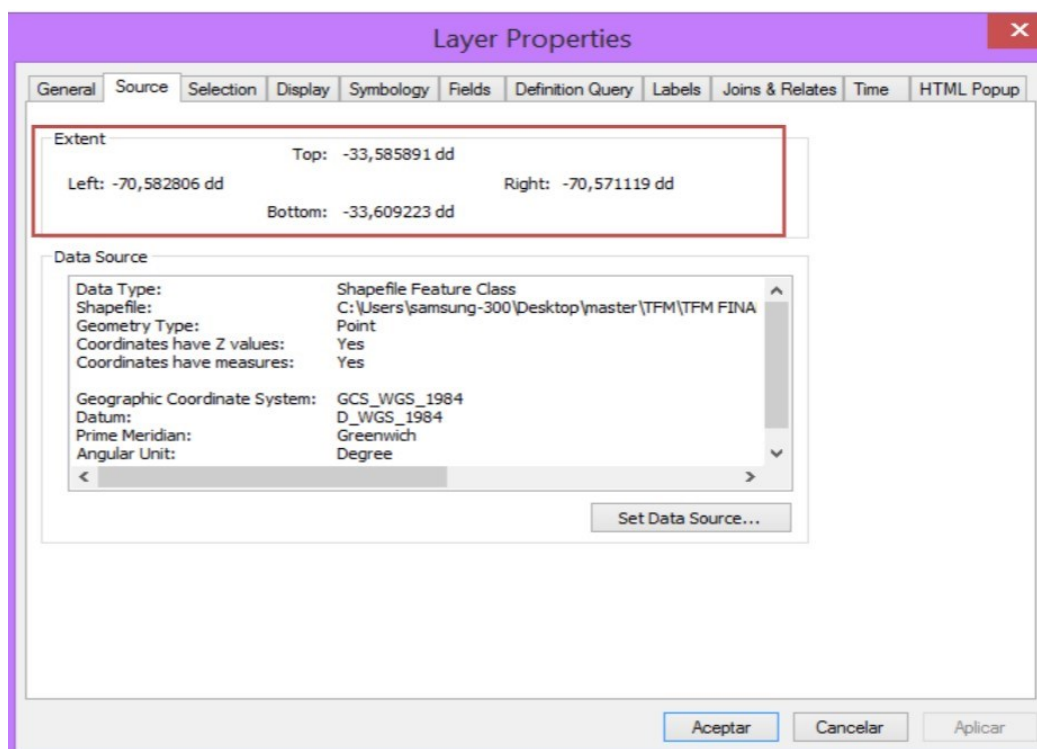 Layer Properties
General Source Selection Display Symbology Fields Definition Query Labels Joins & Relates Time HTML Popup
Extent
Top: -33,585891 dd
Left: -70,582806 dd Right: -70,571119 dd
Bottom: -33,609223 dd
Data Source
Data Type: Shapefile Feature Class
Shapefile: C:\Users\samsung-300\Desktop\master\TFM\TFM FINA
Geometry Type: Point
Coordinates have Z values: Yes
Coordinates have measures: Yes
Geographic Coordinate System: GCS_WGS_1984
Datum: D_WGS_1984
Prime Meridian: Greenwich
Angular Unit: Degree
Set Data Source...
Aceptar Cancelar Aplicar